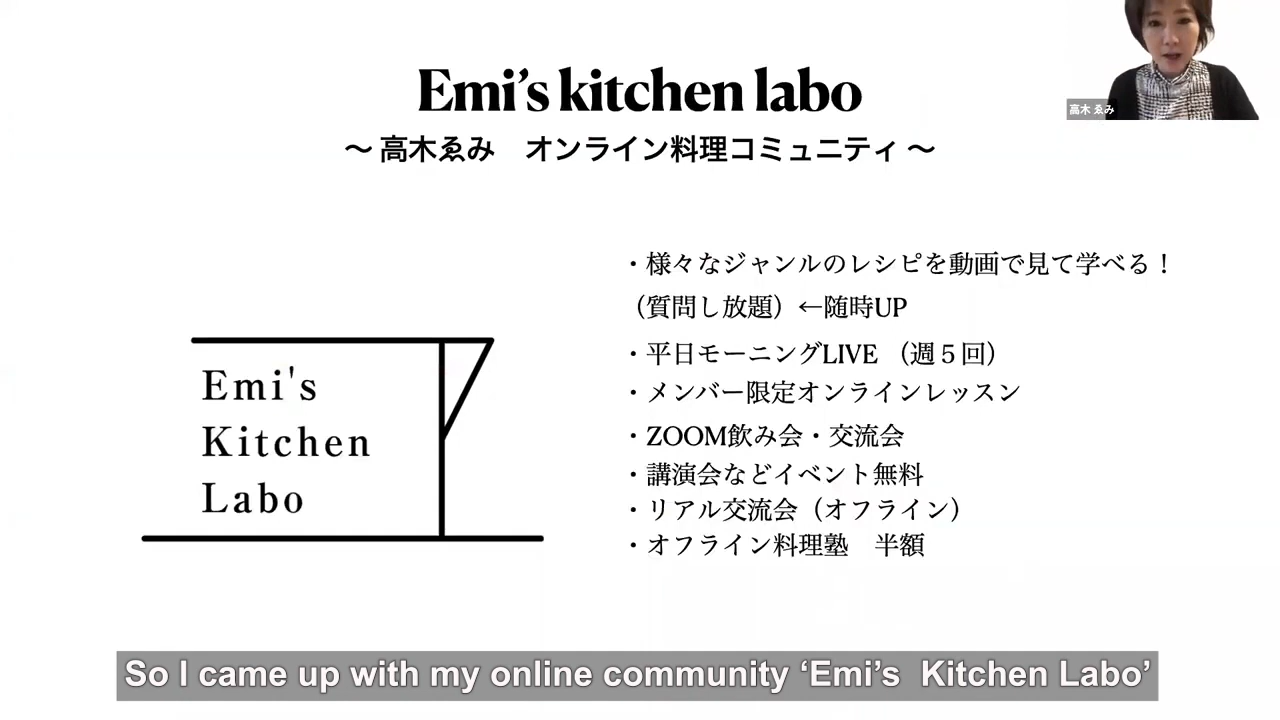 Emi's kitchen labo
～ 高木ゑみ　オンライン料理コミュニティ ～
高木 ゑみ
・様々なジャンルのレシピを動画で見て学べる！
（質問し放題）←随時UP
・平日モーニングLIVE （週５回）
・メンバー限定オンラインレッスン
・ZOOM飲み会・交流会
・講演会などイベント無料
・リアル交流会（オフライン）
・オフライン料理塾　半額
Emi's
Kitchen
Labo
So I came up with my online community ‘Emi’s  Kitchen Labo’